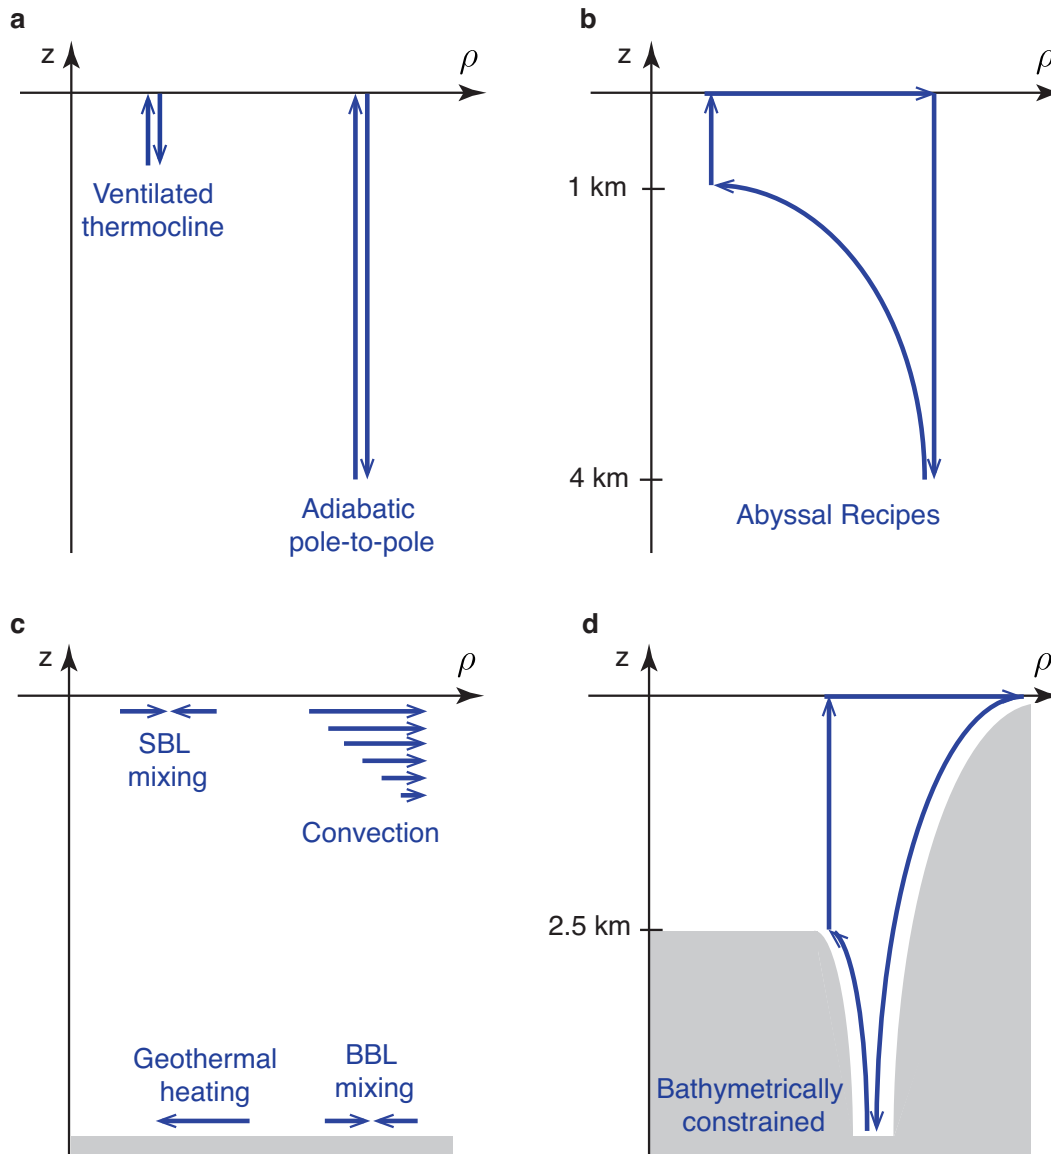 a
z
ρ
Ventilated
thermocline
Adiabatic
pole-to-pole
b
z
ρ
1 km
4 km
Abyssal Recipes
c
z
ρ
SBL
mixing
Convection
Geothermal
heating
BBL
mixing
d
z
ρ
2.5 km
Bathymetrically
constrained